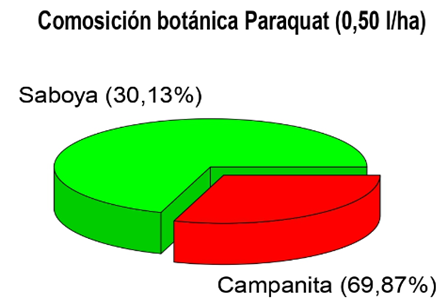 Comosición botánica Paraquat (0,50 l/ha)
Saboya (30,13%)
Campanita (69,87%)